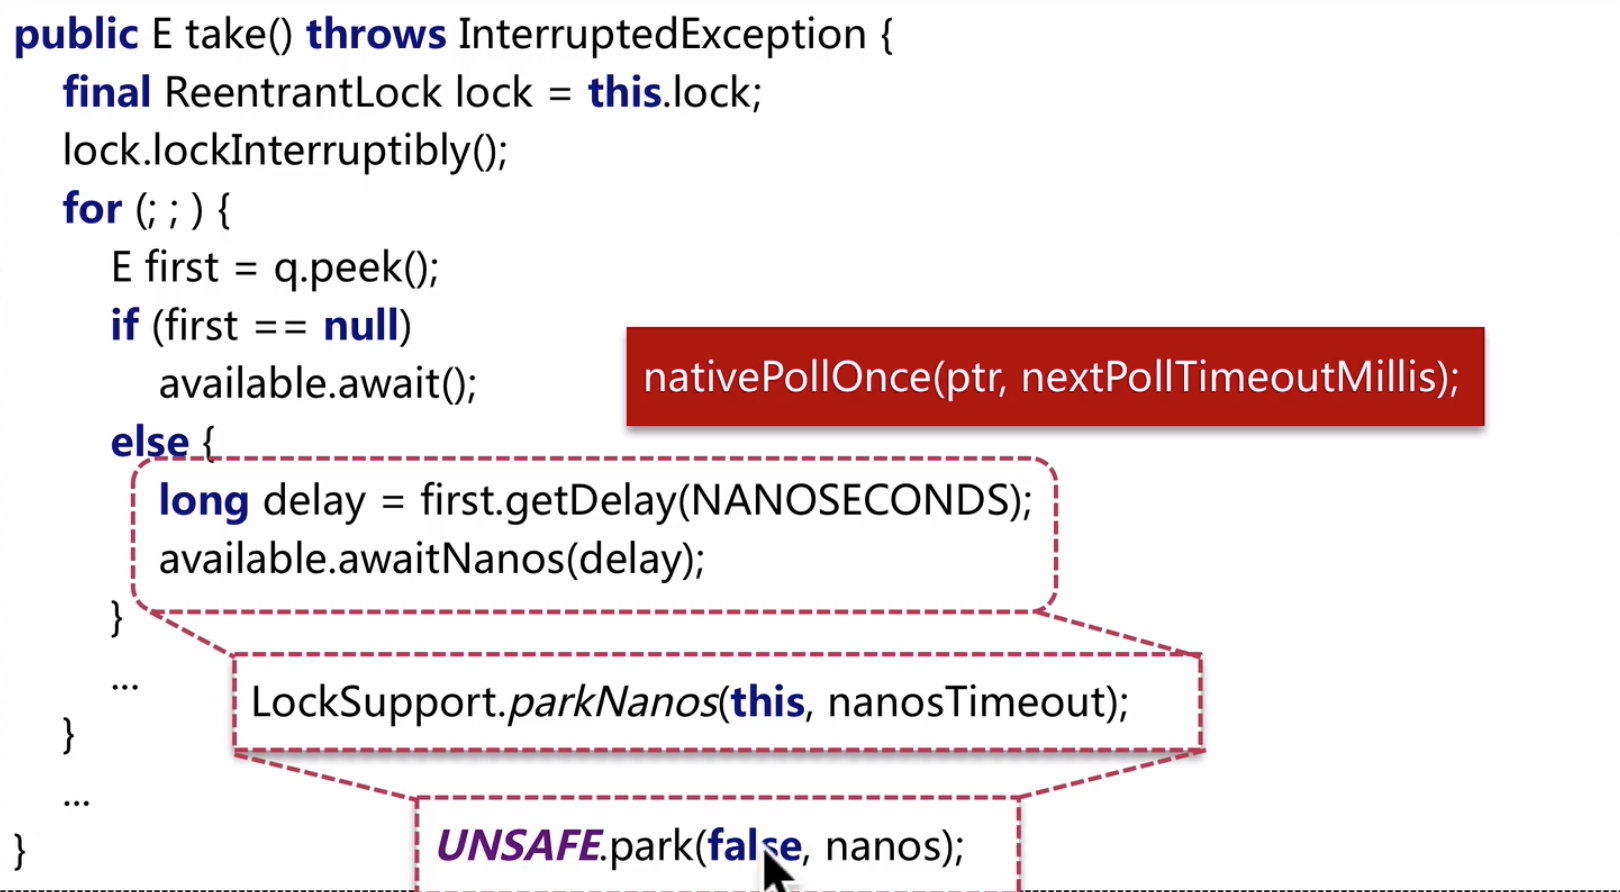 public E take() throws InterruptedException {
final ReentrantLock lock = this.lock;
lock.lockInterruptibly();
for (; ; ) {
E first = q.peek();
if (first == null)
available.await();
nativePollOnce(ptr, nextPollTimeoutMillis);
else {
long delay = first.getDelay(NANOSECONDS);
available.awaitNanos(delay);
}
...
LockSupport.parkNanos(this, nanosTimeout);
}
...
UNSAFE.park(false, nanos);
}